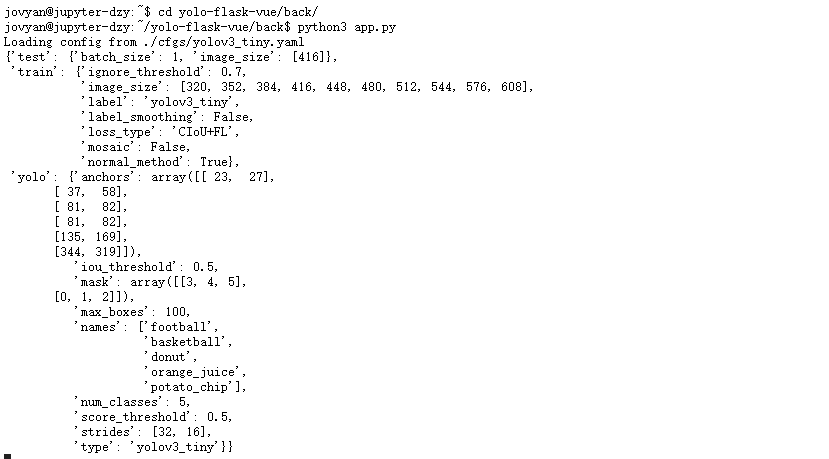 jovyan@jupyter-dzy:~$ cd yolo-flask-vue/back/
jovyan@jupyter-dzy:~/yolo-flask-vue/back$ python3 app.py
Loading config from ./cfgs/yolov3_tiny.yaml
{'test': {'batch_size': 1, 'image_size': [416]},
 'train': {'ignore_threshold': 0.7,
           'image_size': [320, 352, 384, 416, 448, 480, 512, 544, 576, 608],
           'label': 'yolov3_tiny',
           'label_smoothing': False,
           'loss_type': 'CIoU+FL',
           'mosaic': False,
           'normal_method': True},
 'yolo': {'anchors': array([[ 23,  27],
       [ 37,  58],
       [ 81,  82],
       [ 81,  82],
       [135, 169],
       [344, 319]]),
          'iou_threshold': 0.5,
          'mask': array([[3, 4, 5],
       [0, 1, 2]]),
          'max_boxes': 100,
          'names': ['football',
                    'basketball',
                    'donut',
                    'orange_juice',
                    'potato_chip'],
          'num_classes': 5,
          'score_threshold': 0.5,
          'strides': [32, 16],
          'type': 'yolov3_tiny'}}